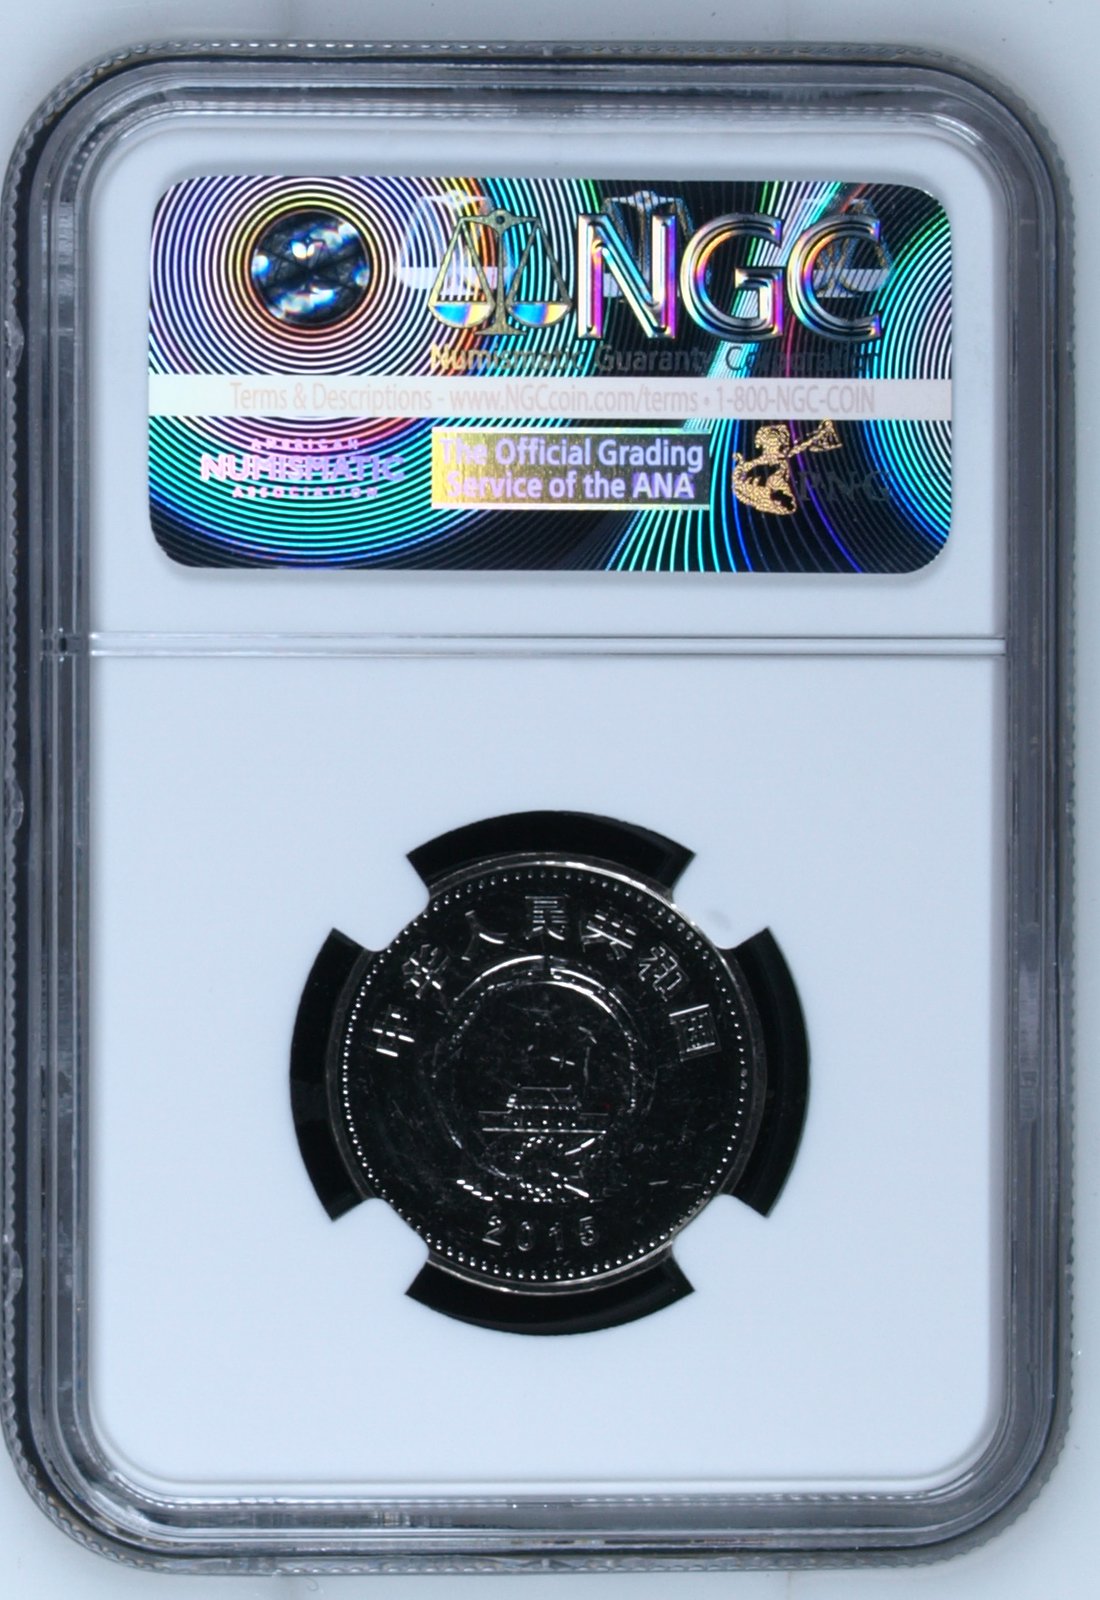 NGC
Numismatic Guaranty Corporation
Terms & Descriptions - www.NGCcoin.com/terms • 1-800-NGC-COIN
AMERICAN
NUMISMATIC
ASSOCIATION
The Official Grading
Service of the ANA
PNG
中华人民共和国
2015